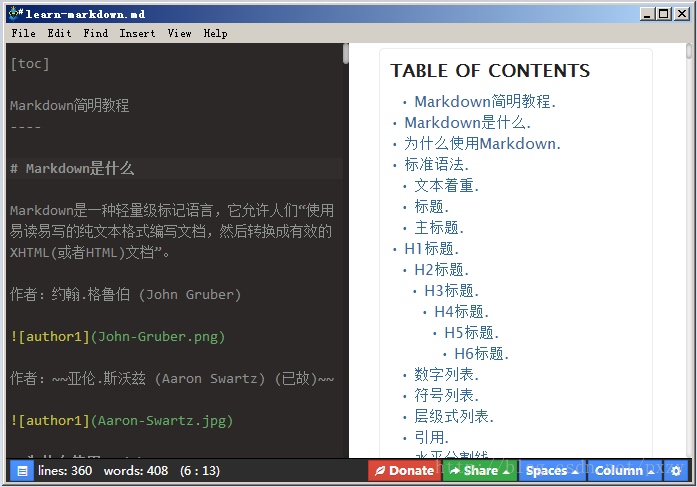 #learn-markdown.md
File Edit Find Insert View Help
[toc]
Markdown简明教程
----
# Markdown是什么
Markdown是一种轻量级标记语言，它允许人们“使用
易读易写的纯文本格式编写文档，然后转换成有效的
XHTML(或者HTML)文档”。
作者：约翰.格鲁伯 (John Gruber)
![author1](John-Gruber.png)
作者：~~亚伦.斯沃兹 (Aaron Swartz) (已故)~~
![author1](Aaron-Swartz.jpg)
TABLE OF CONTENTS
• Markdown简明教程.
• Markdown是什么.
• 为什么使用Markdown.
• 标准语法.
• 文本着重.
• 标题.
• 主标题.
• H1标题.
• H2标题.
• H3标题.
• H4标题.
• H5标题.
• H6标题.
• 数字列表.
• 符号列表.
• 层级式列表.
• 引用.
• 水平分割线.
lines: 360 words: 408 (6 : 13)
Donate Share Spaces Column